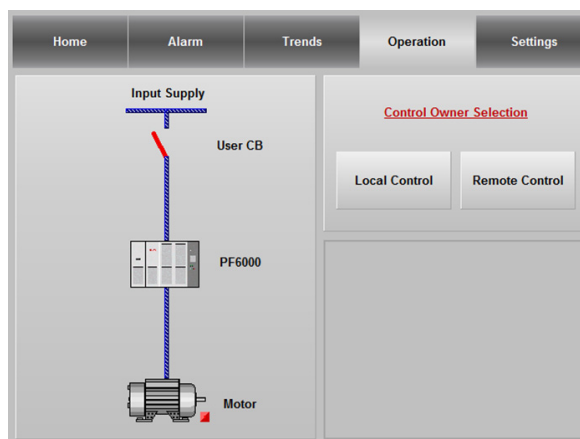 Home Alarm Trends Operation Settings
Input Supply
User CB
PF6000
Motor
Control Owner Selection
Local Control Remote Control